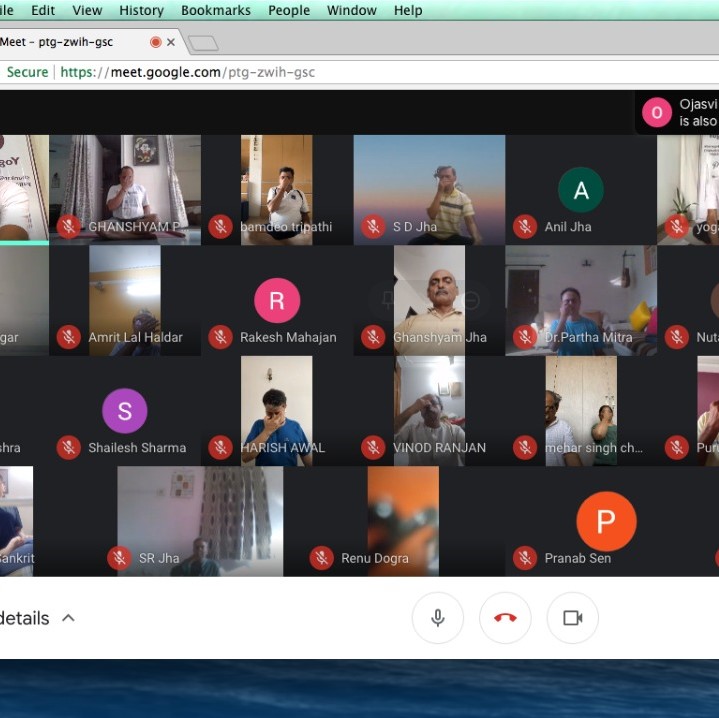 ile Edit View History Bookmarks People Window Help
Meet - ptg-zwih-gsc
Secure https://meet.google.com/ptg-zwih-gsc
O Ojasvi
is also
GHANSHYAM P...
bamdeo tripathi
S D Jha
A
Anil Jha
yog
gar
Amrit Lal Haldar
R
Rakesh Mahajan
Ghanshyam Jha
Dr.Partha Mitra
Nuta
shra
S
Shailesh Sharma
HARISH AWAL
VINOD RANJAN
mehar singh ch...
Puru
ankrit
SR Jha
Renu Dogra
P
Pranab Sen
details